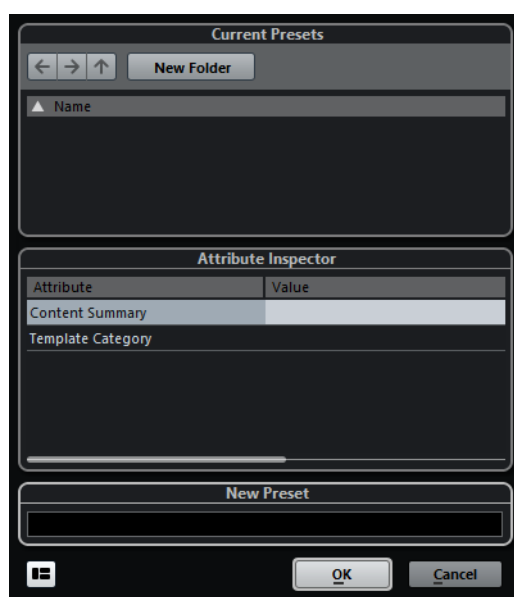 Current Presets
New Folder
Name
Attribute Inspector
Attribute Value
Content Summary
Template Category
New Preset
OK Cancel